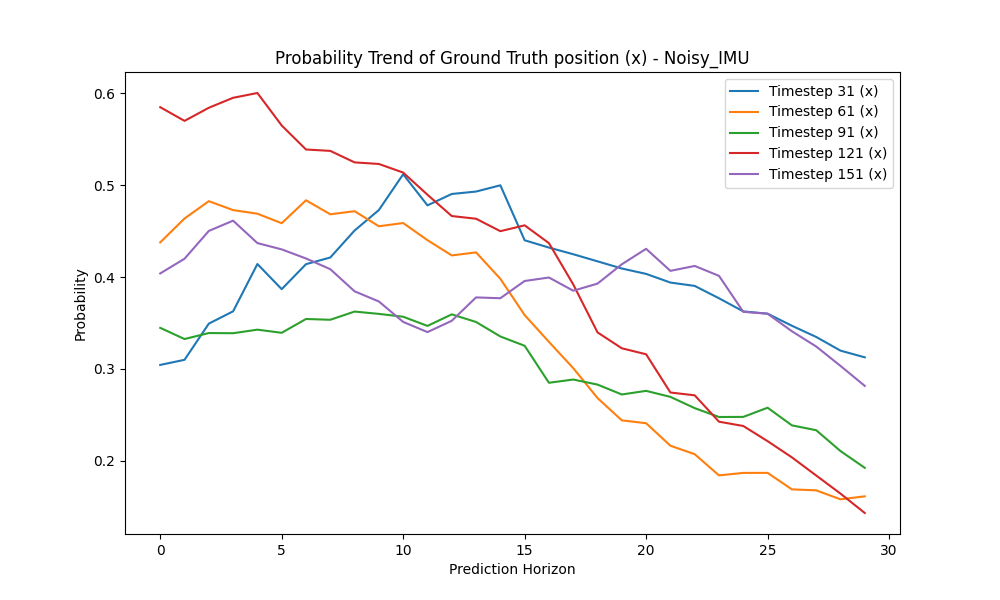 Probability Trend of Ground Truth position (x) - Noisy_IMU
Timestep 31 (x)
Timestep 61 (x)
Timestep 91 (x)
Timestep 121 (x)
Timestep 151 (x)
0.6
0.5
0.4
0.3
0.2
Probability
0 5 10 15 20 25 30
Prediction Horizon